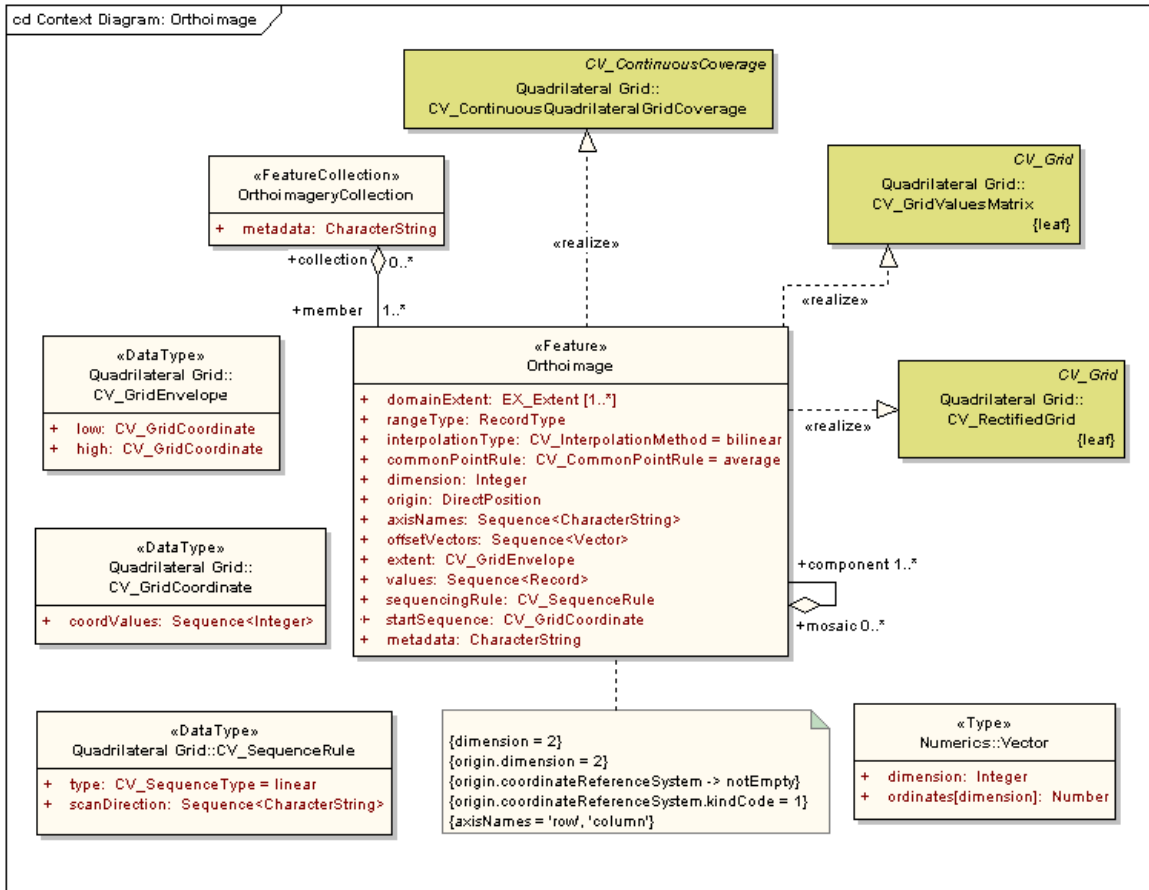 cd Context Diagram: Orthoimage
CV_ContinuousCoverage
Quadrilateral Grid::
CV_ContinuousQuadrilateralGridCoverage
«FeatureCollection»
OrthoimageryCollection
+ metadata: CharacterString
CV_Grid
Quadrilateral Grid::
CV_GridValuesMatrix
{leaf}
+collection
0..*
«realize»
«realize»
+member
1..*
«DataType»
Quadrilateral Grid::
CV_GridEnvelope
+ low: CV_GridCoordinate
+ high: CV_GridCoordinate
«Feature»
Orthoimage
+ domainExtent: EX_Extent [1..*]
+ rangeType: RecordType
+ interpolationType: CV_InterpolationMethod = bilinear
+ commonPointRule: CV_CommonPointRule = average
+ dimension: Integer
+ origin: DirectPosition
+ axisNames: Sequence<CharacterString>
+ offsetVectors: Sequence<Vector>
+ extent: CV_GridEnvelope
+ values: Sequence<Record>
+ sequencingRule: CV_SequenceRule
+ startSequence: CV_GridCoordinate
+ metadata: CharacterString
CV_Grid
Quadrilateral Grid::
CV_RectifiedGrid
{leaf}
«realize»
«DataType»
Quadrilateral Grid::
CV_GridCoordinate
+ coordValues: Sequence<Integer>
+component 1..*
+mosaic 0..*
«DataType»
Quadrilateral Grid::CV_SequenceRule
+ type: CV_SequenceType = linear
+ scanDirection: Sequence<CharacterString>
{dimension = 2}
{origin.dimension = 2}
{origin.coordinateReferenceSystem -> notEmpty}
{origin.coordinateReferenceSystem.kindCode = 1}
{axisNames = 'row', 'column'}
«Type»
Numerics::Vector
+ dimension: Integer
+ ordinates[dimension]: Number